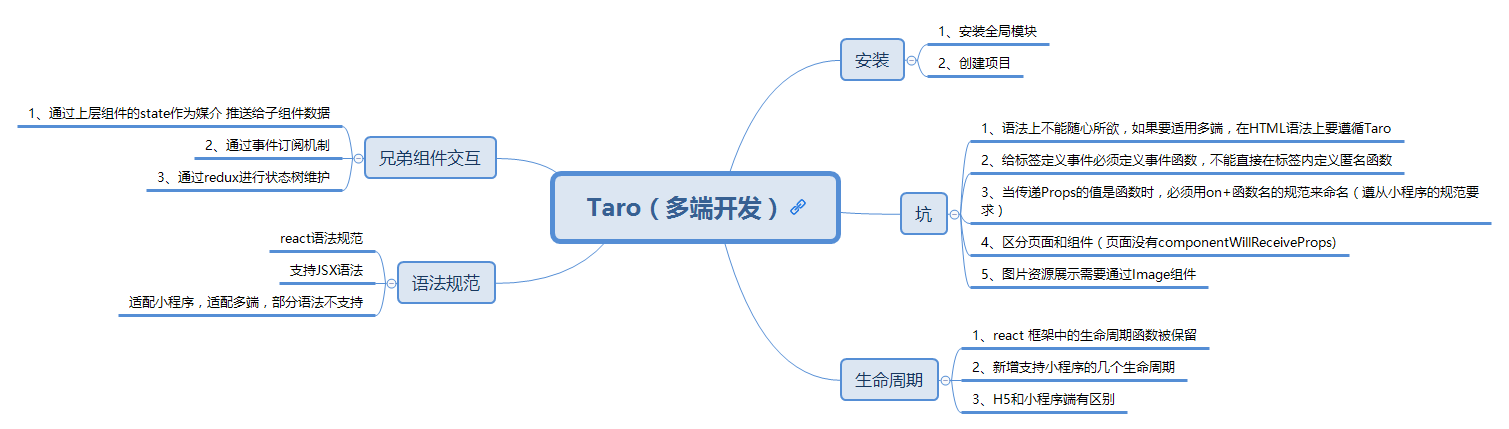 Taro（多端开发）
安装
1、安装全局模块
2、创建项目
坑
1、语法上不能随心所欲，如果要适用多端，在HTML语法上要遵循Taro
2、给标签定义事件必须定义事件函数，不能直接在标签内定义匿名函数
3、当传递Props的值是函数时，必须用on+函数名的规范来命名（遵从小程序的规范要
求）
4、区分页面和组件（页面没有componentWillReceiveProps)
5、图片资源展示需要通过Image组件
生命周期
1、react 框架中的生命周期函数被保留
2、新增支持小程序的几个生命周期
3、H5和小程序端有区别
兄弟组件交互
1、通过上层组件的state作为媒介 推送给子组件数据
2、通过事件订阅机制
3、通过redux进行状态树维护
语法规范
react语法规范
支持JSX语法
适配小程序，适配多端，部分语法不支持